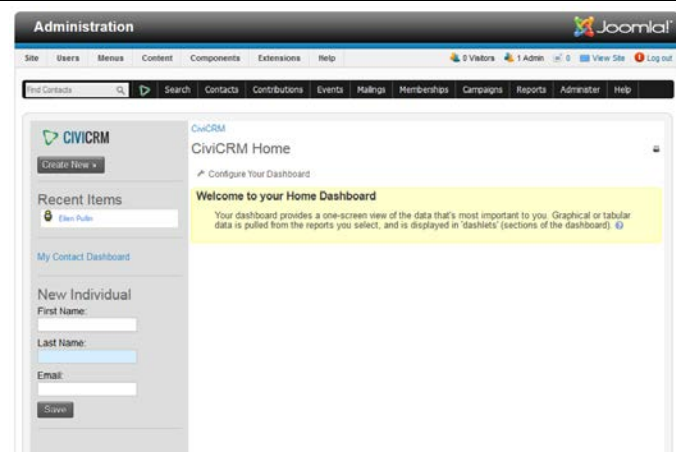 Administration
Joomla!
Site Users Menus Content Components Extensions Help 0 Visitors 1 Admin 0 View Site Log out
Find Contacts Search Contacts Contributions Events Mailings Memberships Campaigns Reports Administer Help
CIVICRM
Create New
Recent Items
My Contact Dashboard
New Individual
First Name:
Last Name:
Email:
Save
CiviCRM
CiviCRM Home
Configure Your Dashboard
Welcome to your Home Dashboard
Your dashboard provides a one-screen view of the data that's most important to you. Graphical or tabular
data is pulled from the reports you select, and is displayed in 'dashlets' (sections of the dashboard).